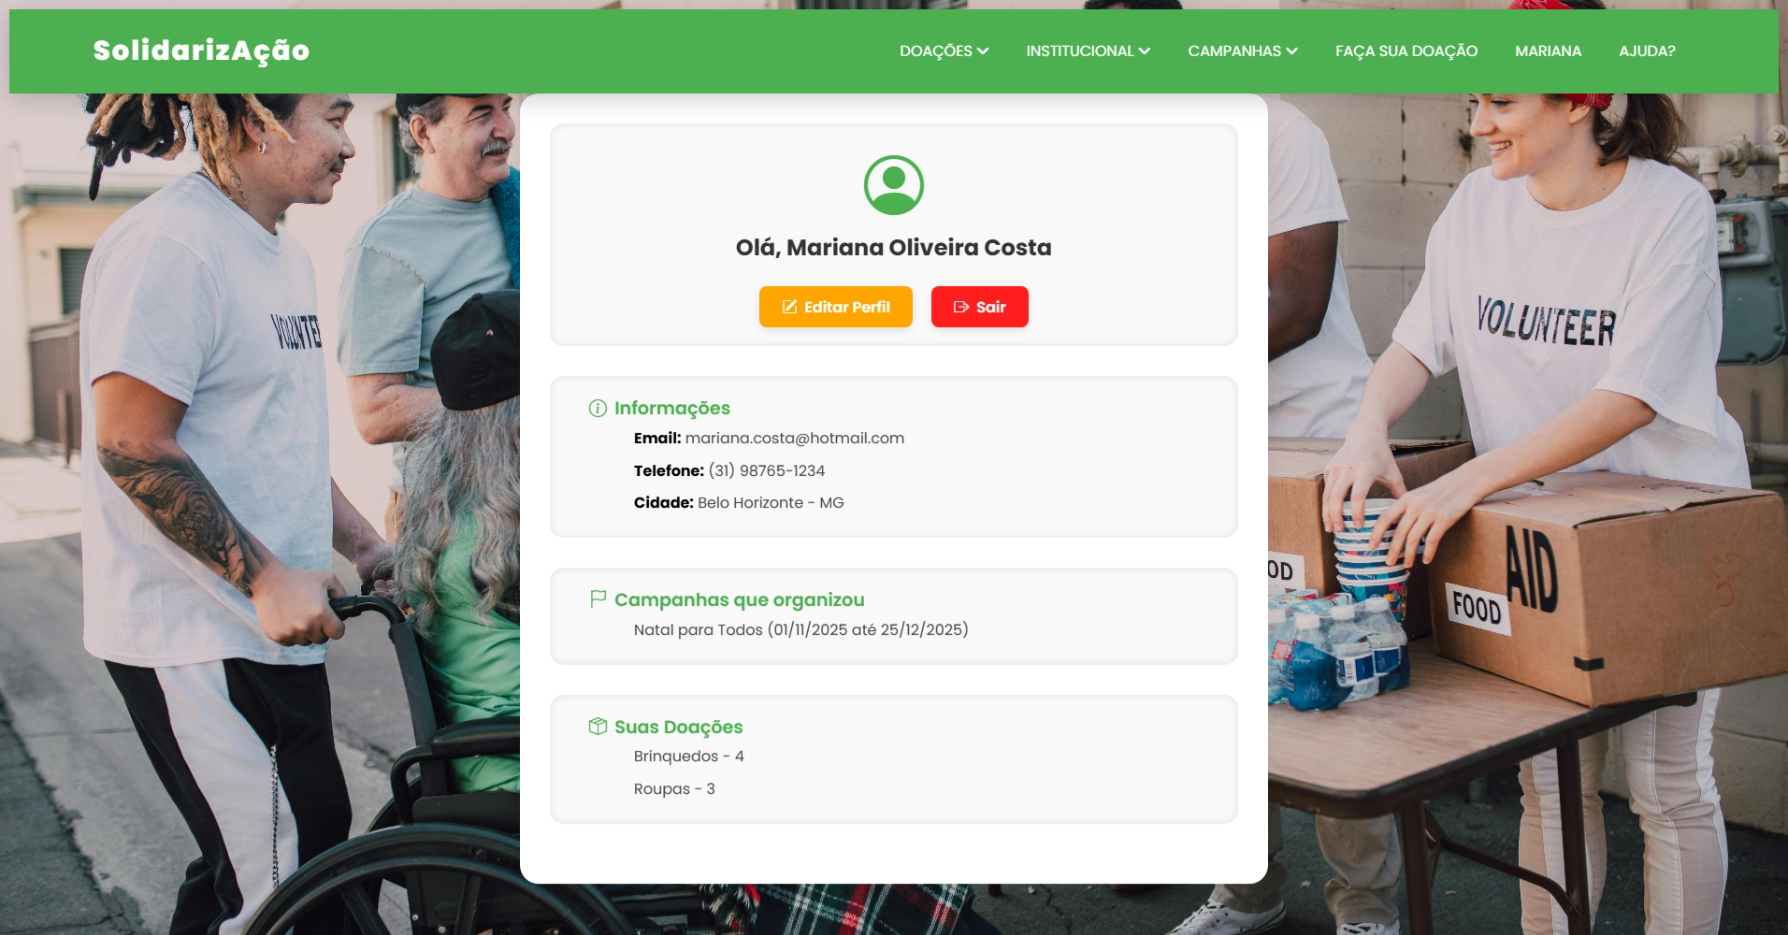 SolidarizAção
DOAÇÕES INSTITUCIONAL CAMPANHAS FAÇA SUA DOAÇÃO MARIANA AJUDA?
Olá, Mariana Oliveira Costa
Editar Perfil Sair
Informações
Email: mariana.costa@hotmail.com
Telefone: (31) 98765-1234
Cidade: Belo Horizonte - MG
Campanhas que organizou
Natal para Todos (01/11/2025 até 25/12/2025)
Suas Doações
Brinquedos - 4
Roupas - 3
VOLUNTEE
VOLUNTEER
OD
FOOD
AID